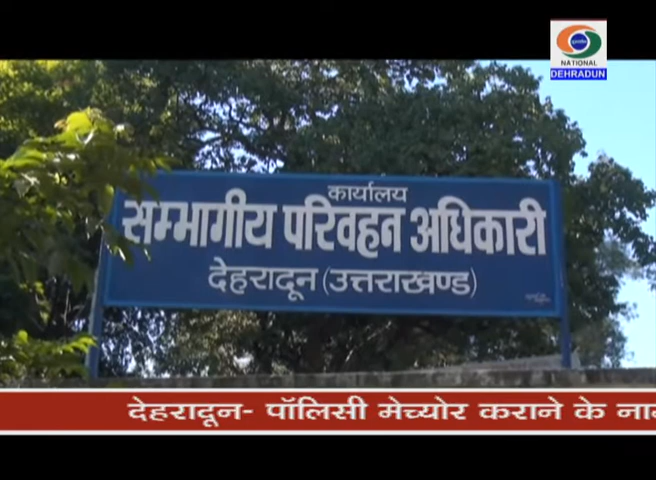 NATIONAL
DEHRADUN
कार्यालय
सम्भागीय परिवहन अधिकारी
देहरादून (उत्तराखण्ड)
देहरादून- पॉलिसी मेच्योर कराने के